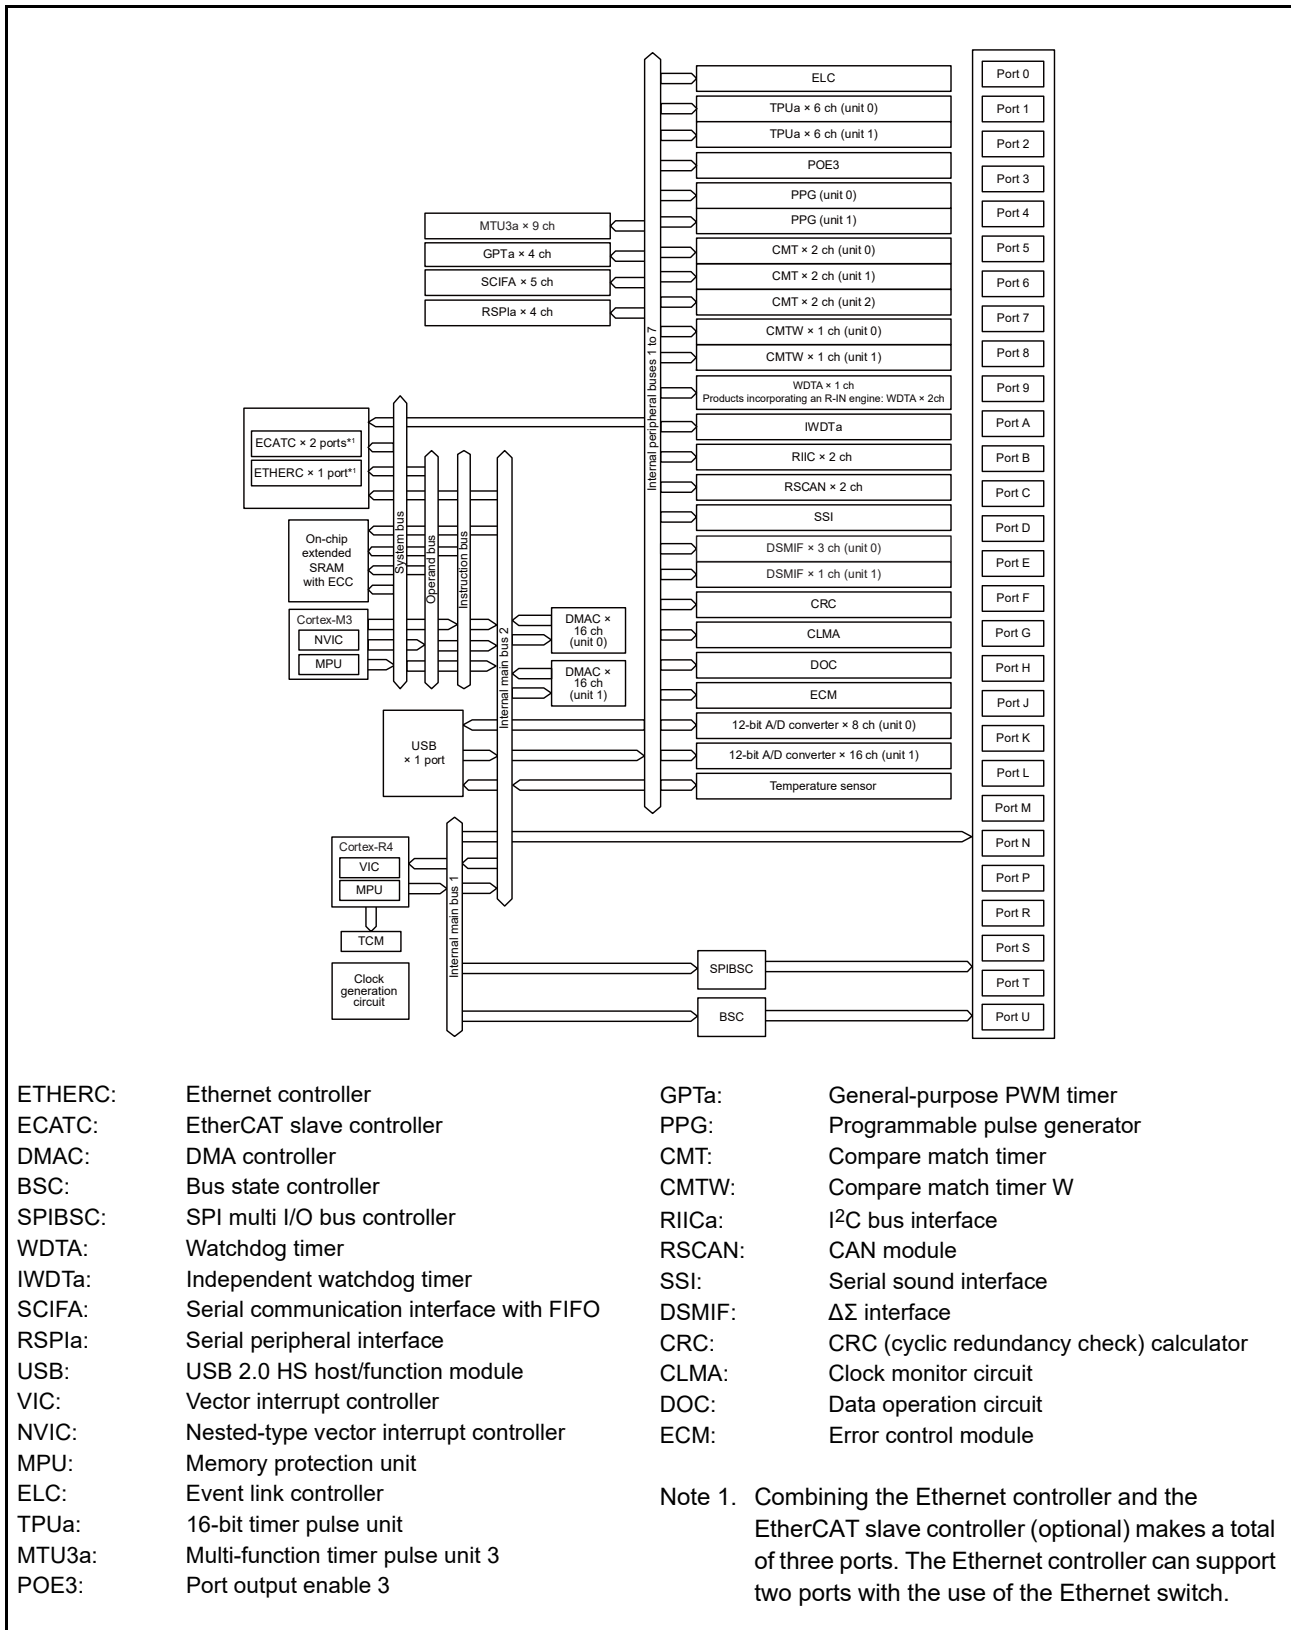 ELC
TPUa × 6 ch (unit 0)
TPUa × 6 ch (unit 1)
POE3
PPG (unit 0)
PPG (unit 1)
CMT × 2 ch (unit 0)
CMT × 2 ch (unit 1)
CMT × 2 ch (unit 2)
CMTW × 1 ch (unit 0)
CMTW × 1 ch (unit 1)
WDTA × 1 ch
Products incorporating an R-IN engine: WDTA × 2ch
IWDTa
RIIC × 2 ch
RSCAN × 2 ch
SSI
DSMIF × 3 ch (unit 0)
DSMIF × 1 ch (unit 1)
CRC
CLMA
DOC
ECM
12-bit A/D converter × 8 ch (unit 0)
12-bit A/D converter × 16 ch (unit 1)
Temperature sensor
MTU3a × 9 ch
GPTa × 4 ch
SCIFA × 5 ch
RSPIa × 4 ch
Internal peripheral buses 1 to 7
ECATC × 2 ports*1
ETHERC × 1 port*1
On-chip
extended
SRAM
with ECC
Cortex-M3
NVIC
MPU
System bus
Operand bus
Instruction bus
Internal main bus 2
DMAC ×
16 ch
(unit 0)
DMAC ×
16 ch
(unit 1)
USB
× 1 port
Cortex-R4
VIC
MPU
TCM
Clock
generation
circuit
Internal main bus 1
SPIBSC
BSC
Port 0
Port 1
Port 2
Port 3
Port 4
Port 5
Port 6
Port 7
Port 8
Port 9
Port A
Port B
Port C
Port D
Port E
Port F
Port G
Port H
Port J
Port K
Port L
Port M
Port N
Port P
Port R
Port S
Port T
Port U
ETHERC: Ethernet controller
ECATC: EtherCAT slave controller
DMAC: DMA controller
BSC: Bus state controller
SPIBSC: SPI multi I/O bus controller
WDTA: Watchdog timer
IWDTa: Independent watchdog timer
SCIFA: Serial communication interface with FIFO
RSPIa: Serial peripheral interface
USB: USB 2.0 HS host/function module
VIC: Vector interrupt controller
NVIC: Nested-type vector interrupt controller
MPU: Memory protection unit
ELC: Event link controller
TPUa: 16-bit timer pulse unit
MTU3a: Multi-function timer pulse unit 3
POE3: Port output enable 3
GPTa: General-purpose PWM timer
PPG: Programmable pulse generator
CMT: Compare match timer
CMTW: Compare match timer W
RIICa: I2C bus interface
RSCAN: CAN module
SSI: Serial sound interface
DSMIF: ΔΣ interface
CRC: CRC (cyclic redundancy check) calculator
CLMA: Clock monitor circuit
DOC: Data operation circuit
ECM: Error control module
Note 1. Combining the Ethernet controller and the
EtherCAT slave controller (optional) makes a total
of three ports. The Ethernet controller can support
two ports with the use of the Ethernet switch.